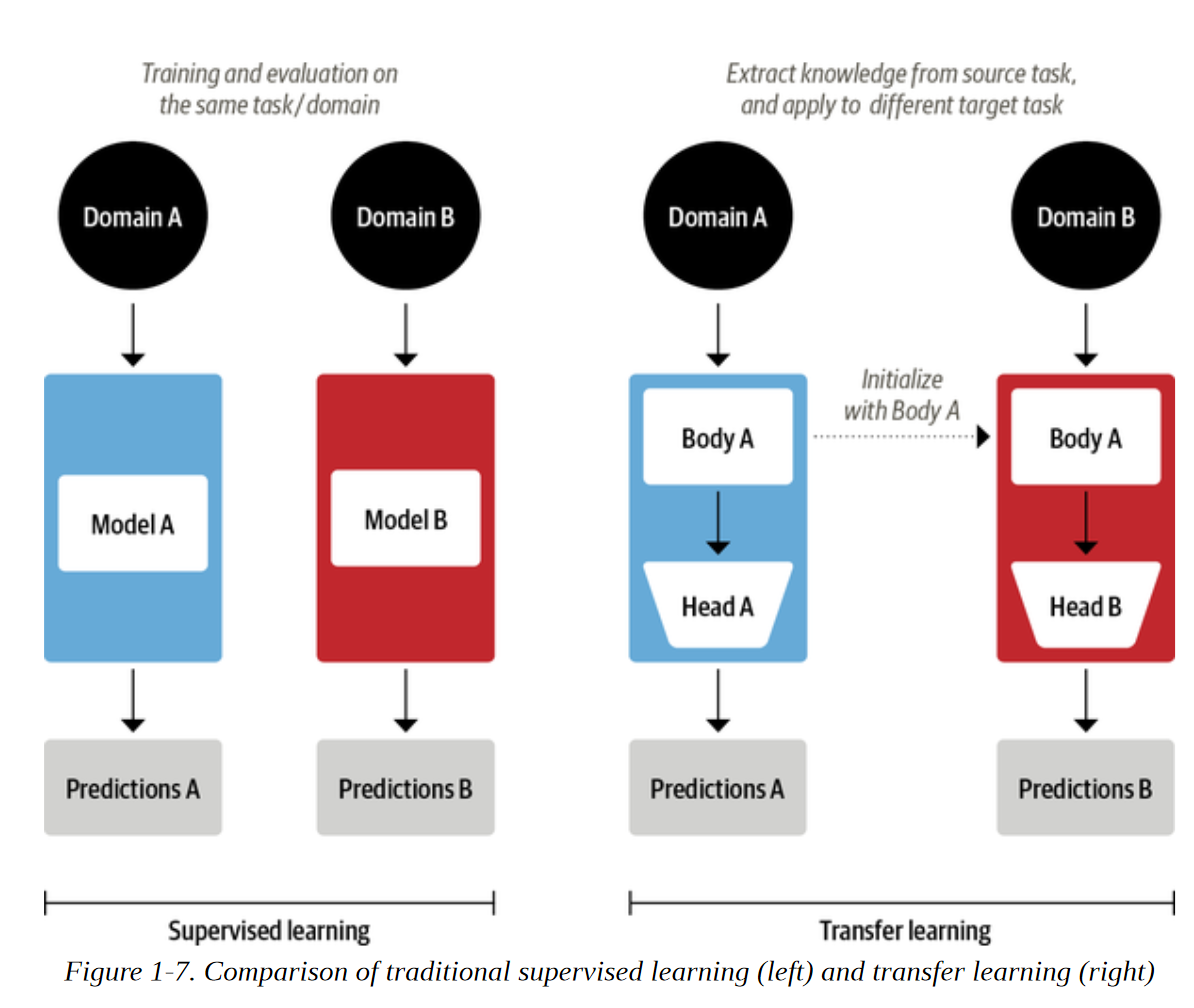 Training and evaluation on
the same task/domain
Extract knowledge from source task,
and apply to different target task
Domain A
Domain B
Domain A
Domain B
Initialize
with Body A
Body A
Body A
Model A
Model B
Head A
Head B
Predictions A
Predictions B
Predictions A
Predictions B
Supervised learning
Transfer learning
Figure 1-7. Comparison of traditional supervised learning (left) and transfer learning (right)